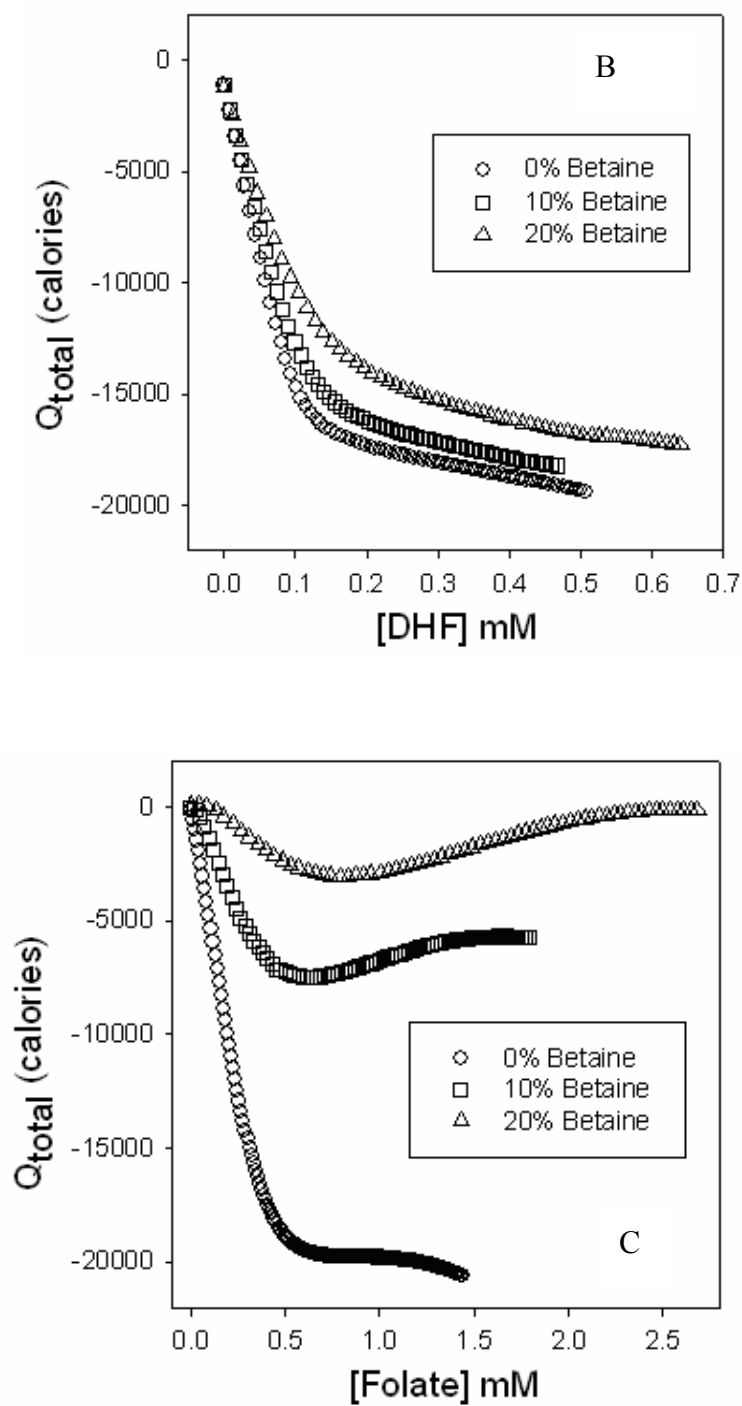 B
0
-5000
-10000
-15000
-20000
Qtotal (calories)
0% Betaine
10% Betaine
20% Betaine
0.0 0.1 0.2 0.3 0.4 0.5 0.6 0.7
[DHF] mM
0
-5000
-10000
-15000
-20000
Qtotal (calories)
0% Betaine
10% Betaine
20% Betaine
C
0.0 0.5 1.0 1.5 2.0 2.5
[Folate] mM